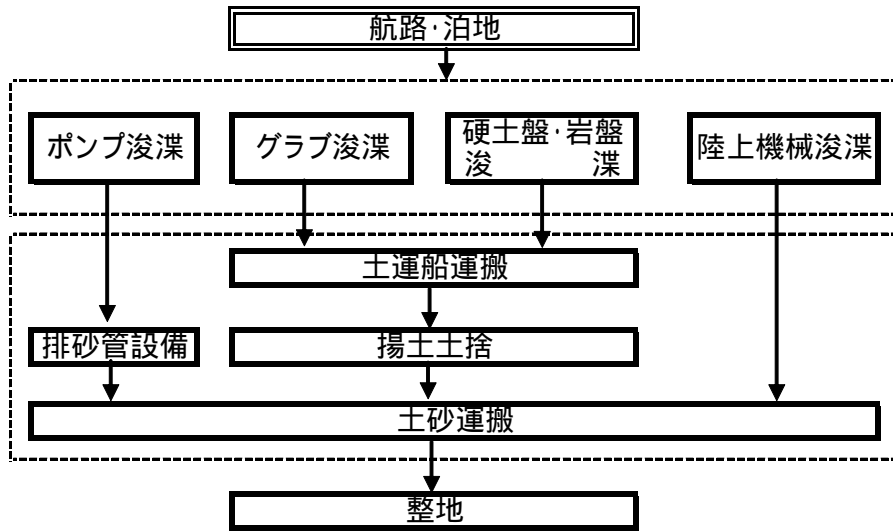 航路・泊地
ポンプ浚渫
グラブ浚渫
硬土盤・岩盤
浚　　　渫
陸上機械浚渫
土運船運搬
排砂管設備
揚土土捨
土砂運搬
整地